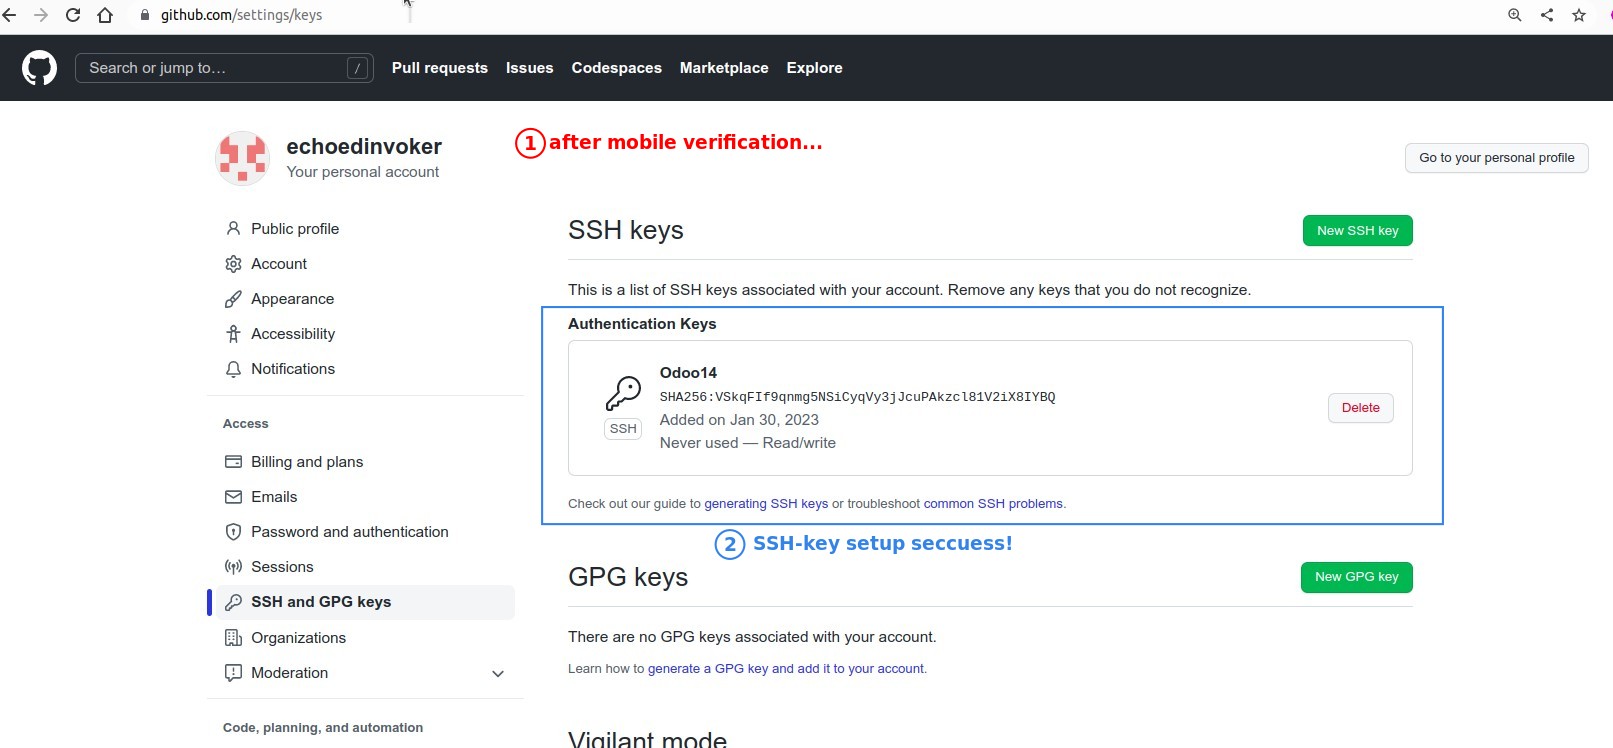 github.com/settings/keys
Search or jump to… /
Pull requests Issues Codespaces Marketplace Explore
echoedinvoker
Your personal account
1 after mobile verification...
Go to your personal profile
Public profile
Account
Appearance
Accessibility
Notifications
Access
Billing and plans
Emails
Password and authentication
Sessions
SSH and GPG keys
Organizations
Moderation
Code, planning, and automation
SSH keys
New SSH key
This is a list of SSH keys associated with your account. Remove any keys that you do not recognize.
Authentication Keys
Odoo14
SHA256:VSkqFIf9qnmg5NSiCyqVy3jJcuPAkzcl81V2iX8IYBQ
Added on Jan 30, 2023
Never used — Read/write
SSH
Delete
Check out our guide to generating SSH keys or troubleshoot common SSH problems.
2 SSH-key setup seccuess!
GPG keys
New GPG key
There are no GPG keys associated with your account.
Learn how to generate a GPG key and add it to your account.
Vigilant mode